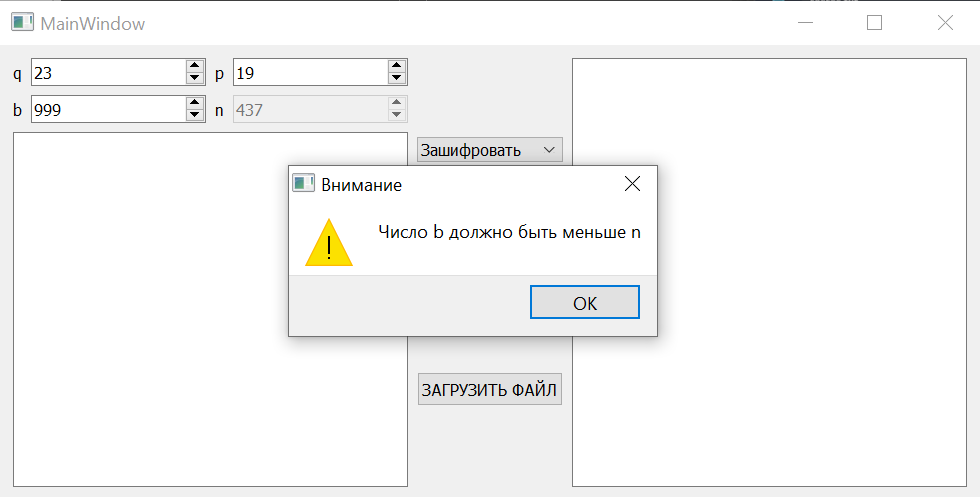 MainWindow
q 23 p 19
b 999 n 437
Зашифровать
Внимание
Число b должно быть меньше n
OK
ЗАГРУЗИТЬ ФАЙЛ